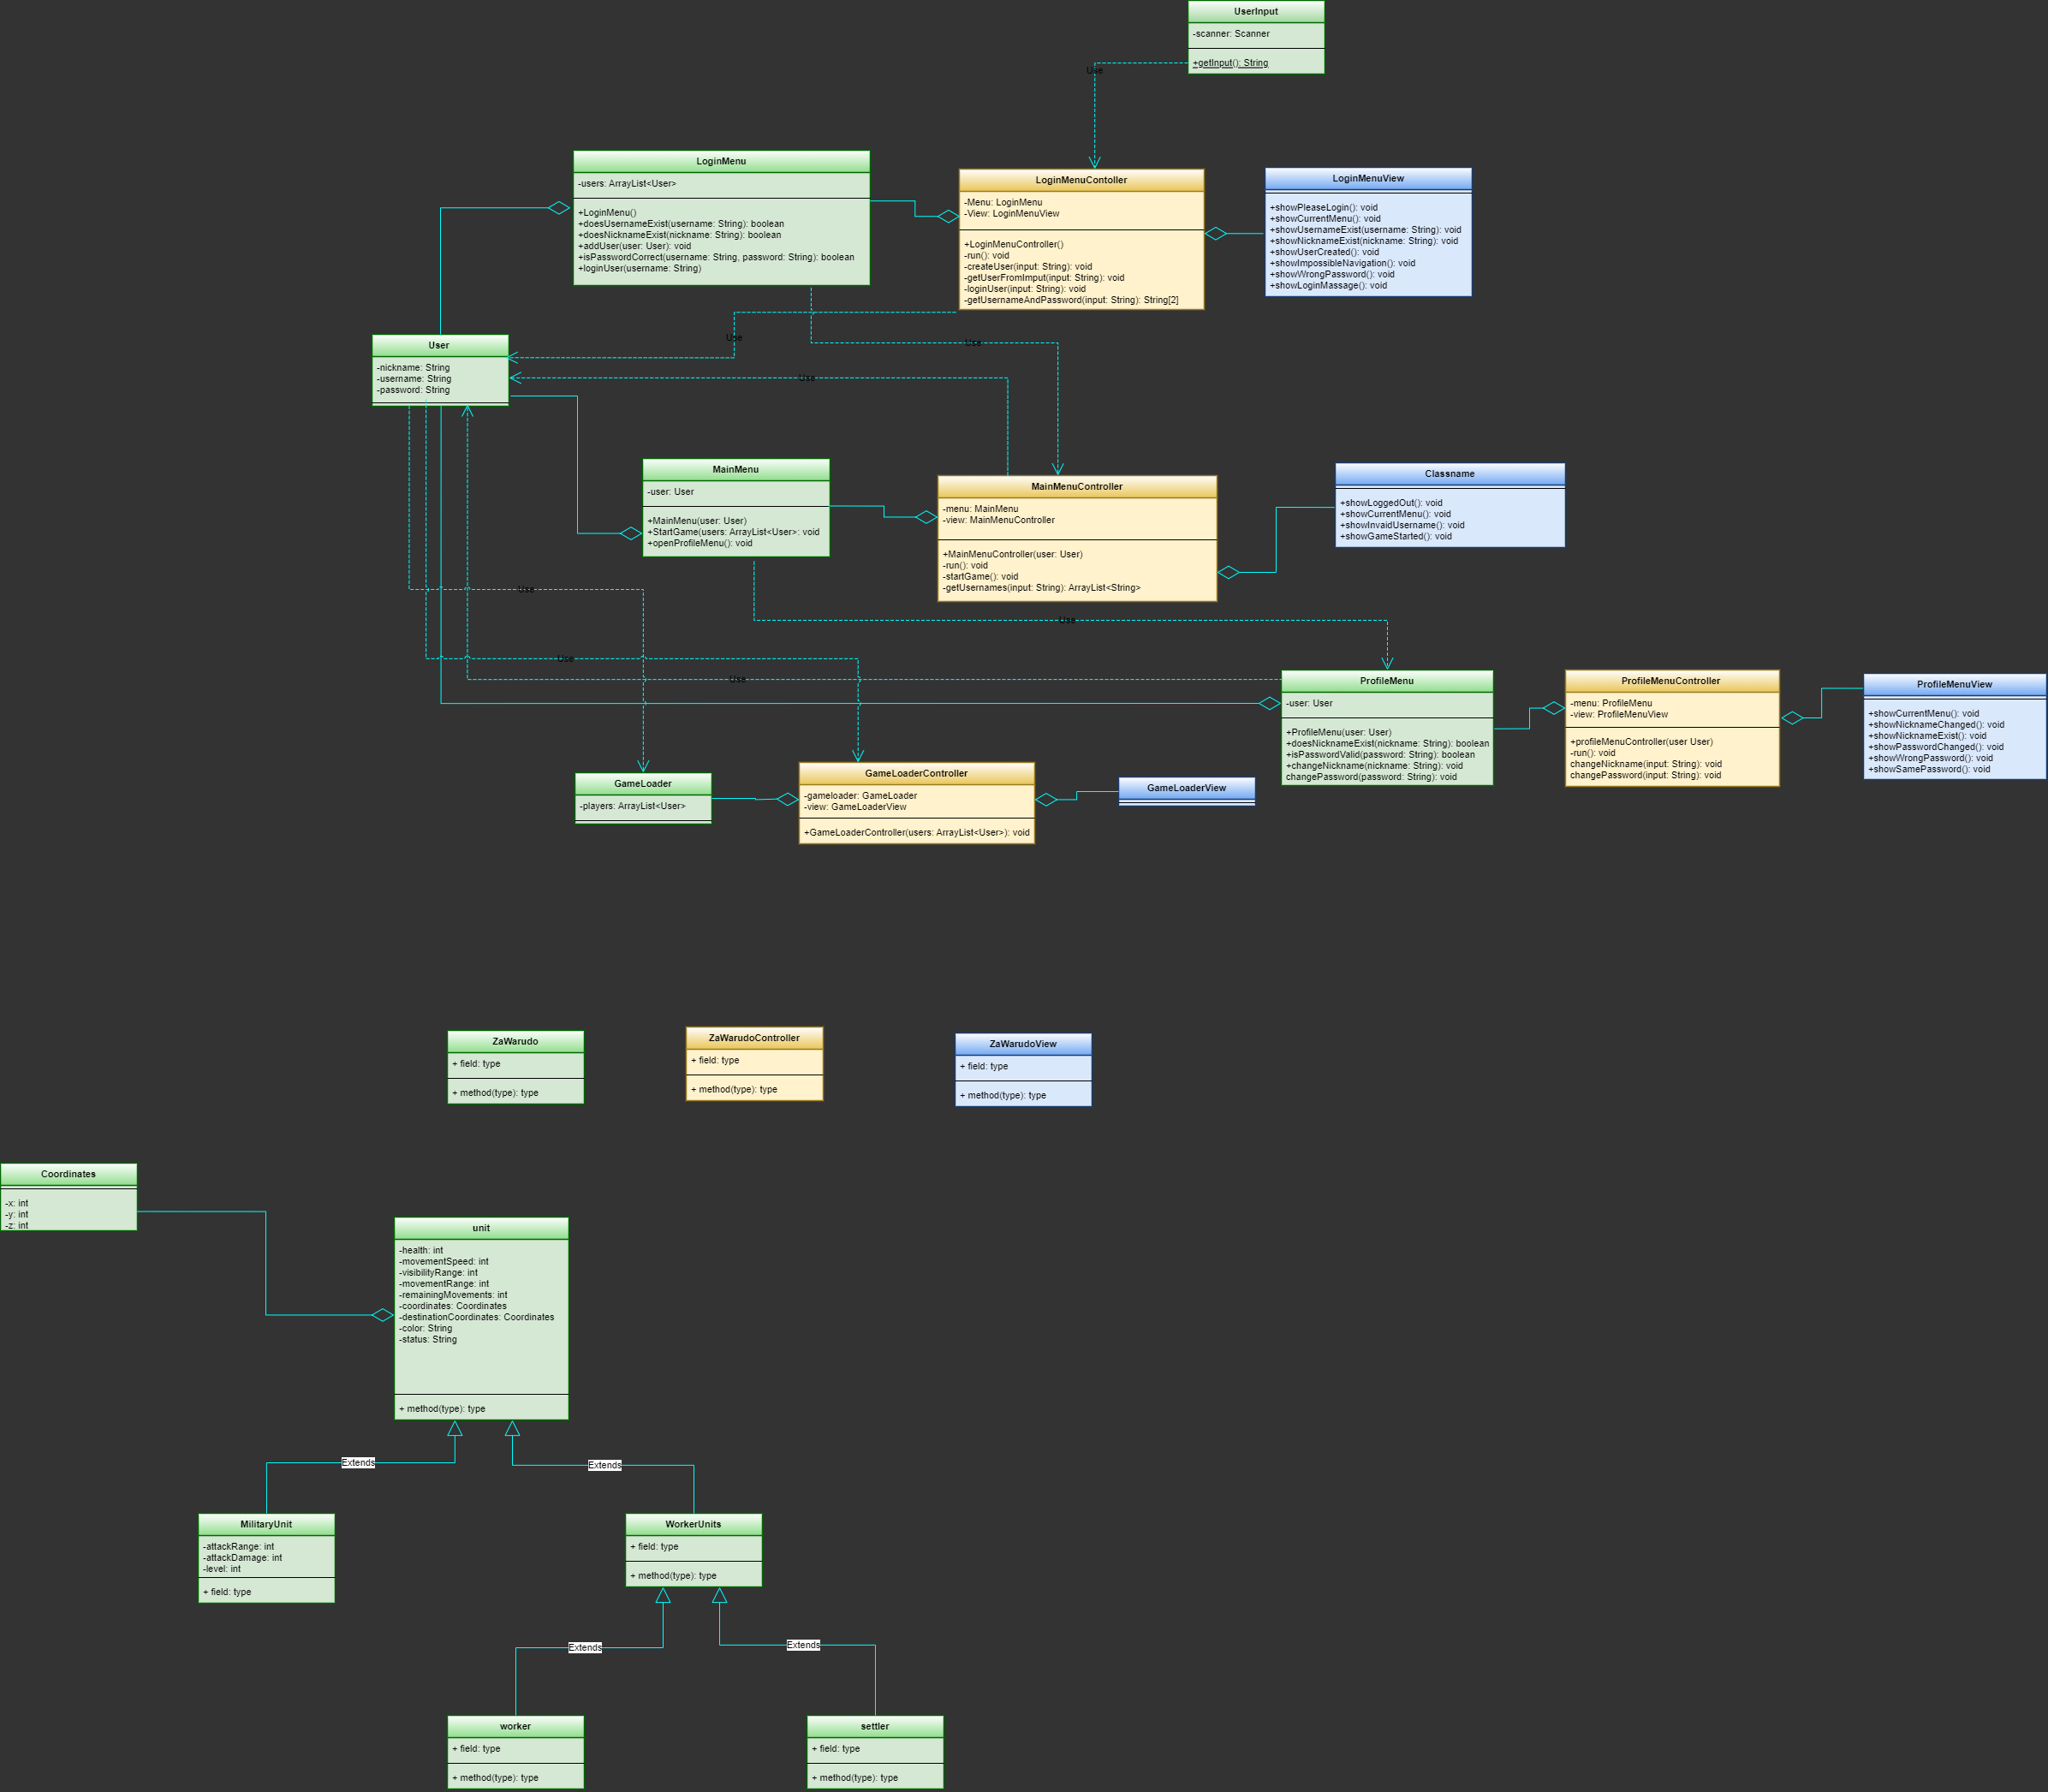 UserInput
-scanner: Scanner
+getInput(): String
Use
LoginMenu
-users: ArrayList<User>
+LoginMenu()
+doesUsernameExist(username: String): boolean
+doesNicknameExist(nickname: String): boolean
+addUser(user: User): void
+isPasswordCorrect(username: String, password: String): boolean
+loginUser(username: String)
LoginMenuContoller
-Menu: LoginMenu
-View: LoginMenuView
+LoginMenuController()
-run(): void
-createUser(input: String): void
-getUserFromImput(input: String): void
-loginUser(input: String): void
-getUsernameAndPassword(input: String): String[2]
LoginMenuView
+showPleaseLogin(): void
+showCurrentMenu(): void
+showUsernameExist(username: String): void
+showNicknameExist(nickname: String): void
+showUserCreated(): void
+showImpossibleNavigation(): void
+showWrongPassword(): void
+showLoginMassage(): void
Use
Use
Use
User
-nickname: String
-username: String
-password: String
MainMenu
-user: User
+MainMenu(user: User)
+StartGame(users: ArrayList<User>: void
+openProfileMenu(): void
MainMenuController
-menu: MainMenu
-view: MainMenuController
+MainMenuController(user: User)
-run(): void
-startGame(): void
-getUsernames(input: String): ArrayList<String>
Classname
+showLoggedOut(): void
+showCurrentMenu(): void
+showInvaidUsername(): void
+showGameStarted(): void
Use
Use
Use
Use
ProfileMenu
-user: User
+ProfileMenu(user: User)
+doesNicknameExist(nickname: String): boolean
+isPasswordValid(password: String): boolean
+changeNickname(nickname: String): void
changePassword(password: String): void
ProfileMenuController
-menu: ProfileMenu
-view: ProfileMenuView
+profileMenuController(user User)
-run(): void
changeNickname(input: String): void
changePassword(input: String): void
ProfileMenuView
+showCurrentMenu(): void
+showNicknameChanged(): void
+showNicknameExist(): void
+showPasswordChanged(): void
+showWrongPassword(): void
+showSamePassword(): void
GameLoader
-players: ArrayList<User>
GameLoaderController
-gameloader: GameLoader
-view: GameLoaderView
+GameLoaderController(users: ArrayList<User>): void
GameLoaderView
ZaWarudo
+ field: type
+ method(type): type
ZaWarudoController
+ field: type
+ method(type): type
ZaWarudoView
+ field: type
+ method(type): type
Coordinates
-x: int
-y: int
-z: int
unit
-health: int
-movementSpeed: int
-visibilityRange: int
-movementRange: int
-remainingMovements: int
-coordinates: Coordinates
-destinationCoordinates: Coordinates
-color: String
-status: String
+ method(type): type
Extends
Extends
MilitaryUnit
-attackRange: int
-attackDamage: int
-level: int
+ field: type
WorkerUnits
+ field: type
+ method(type): type
Extends
Extends
worker
+ field: type
+ method(type): type
settler
+ field: type
+ method(type): type